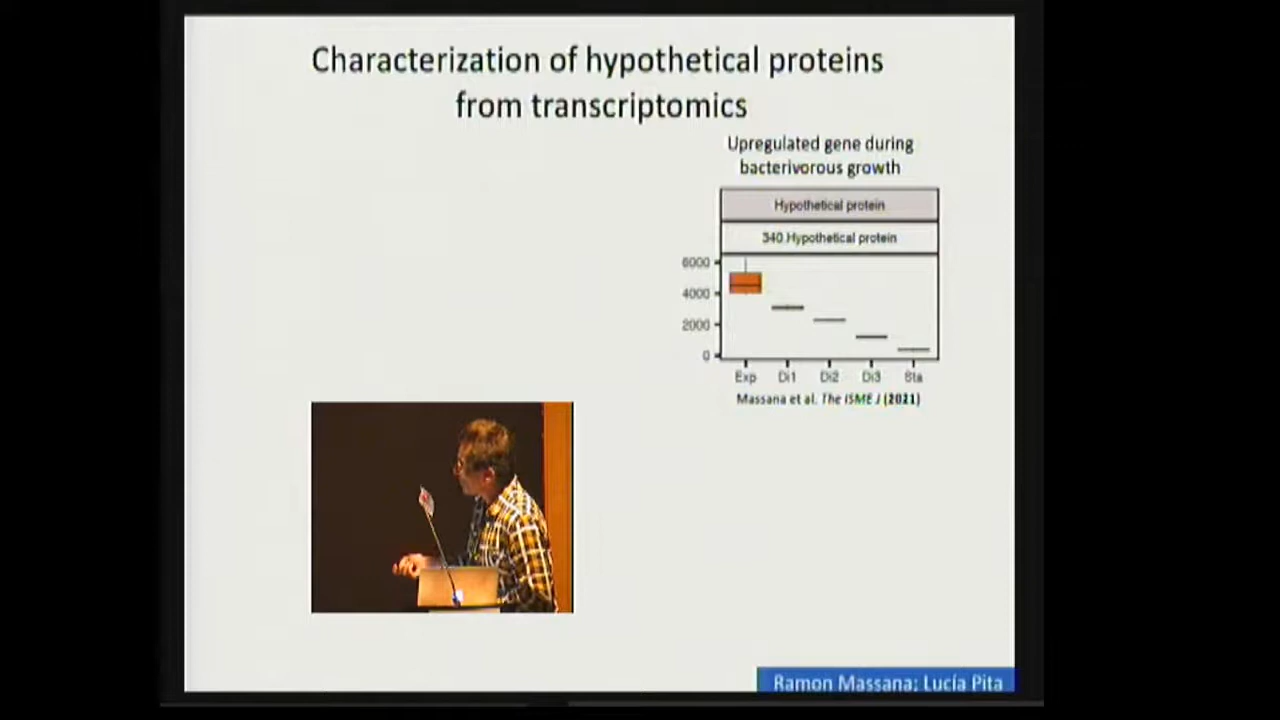 Characterization of hypothetical proteins
from transcriptomics
Upregulated gene during
bacterivorous growth
Hypothetical protein
340 Hypothetical protein
6000
4000
2000
0
Exp Di1 Di2 Di3 Sta
Massana et al. The ISME J (2021)
Ramon Massana; Lucía Pita